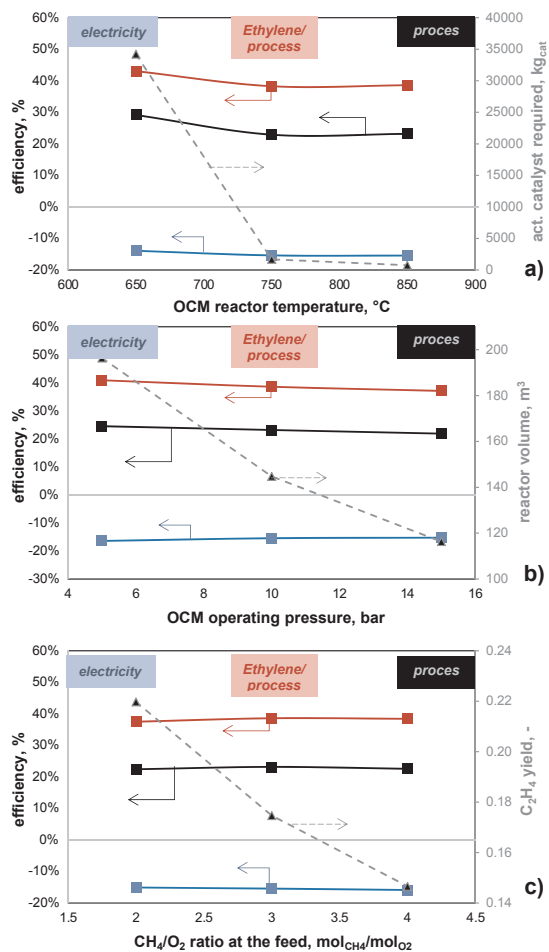 60%
50%
40%
30%
20%
10%
0%
-10%
-20%
efficiency, %
electricity
Ethylene/
process
proces
40000
35000
30000
25000
20000
15000
10000
5000
0
act. catalyst required, kgcat
600 650 700 750 800 850 900
OCM reactor temperature, °C
a)
60%
50%
40%
30%
20%
10%
0%
-10%
-20%
-30%
efficiency, %
electricity
Ethylene/
process
proces
200
180
160
140
120
100
reactor volume, m³
4 6 8 10 12 14 16
OCM operating pressure, bar
b)
60%
50%
40%
30%
20%
10%
0%
-10%
-20%
efficiency, %
electricity
Ethylene/
process
proces
0.24
0.22
0.20
0.18
0.16
0.14
C₂H₄ yield, -
1.5 2 2.5 3 3.5 4 4.5
CH₄/O₂ ratio at the feed, molCH4/molO2
c)